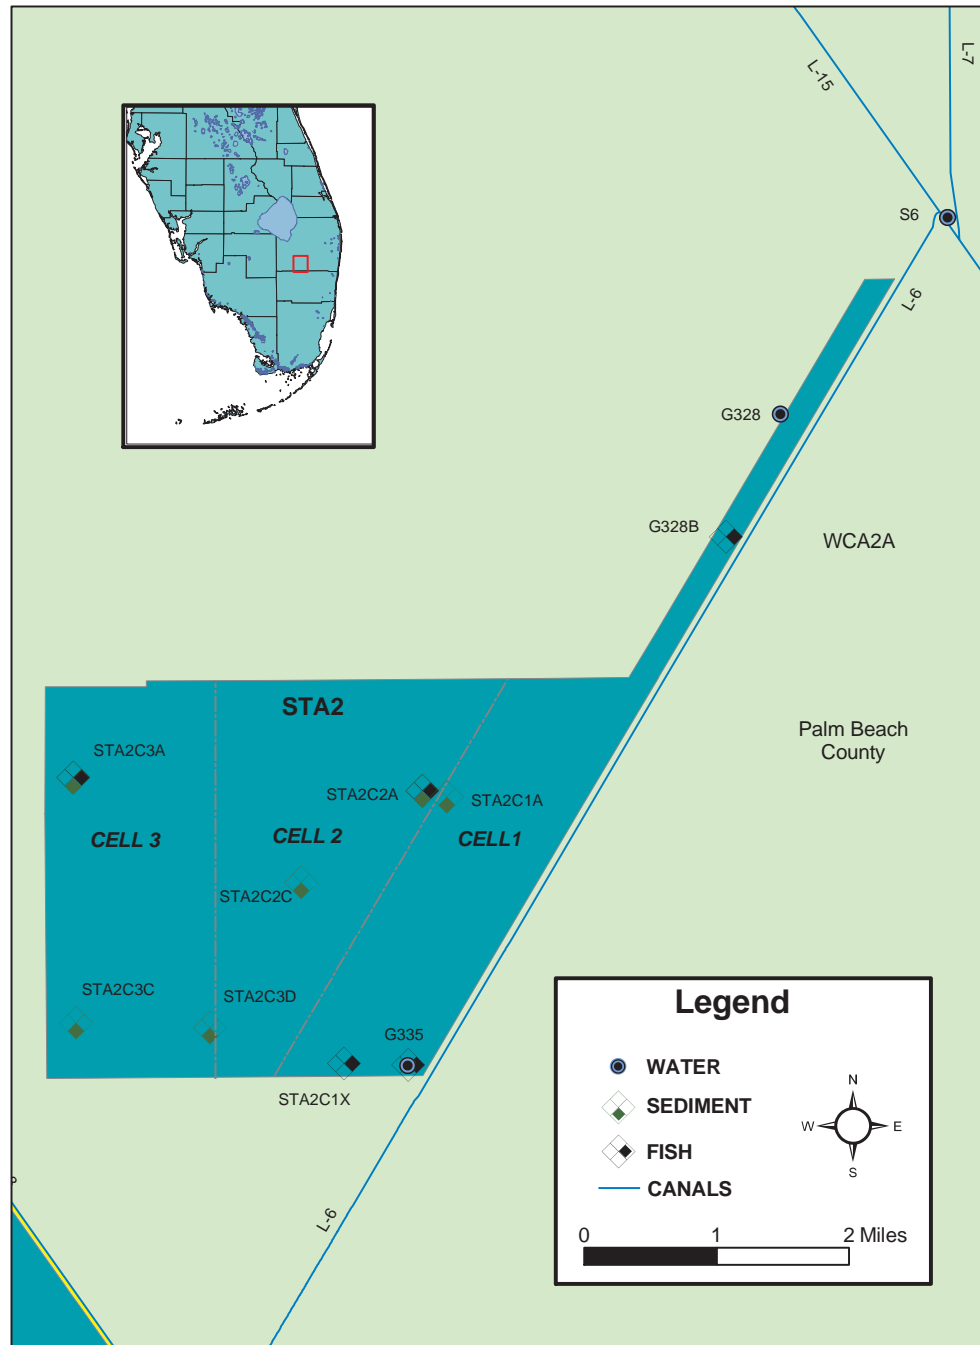 L-7
L-15
S6
L-6
G328
G328B
WCA2A
STA2
Palm Beach
County
STA2C3A
STA2C2A
STA2C1A
CELL 3
CELL 2
CELL1
STA2C2C
STA2C3C
STA2C3D
G335
STA2C1X
L-6
Legend
WATER
SEDIMENT
FISH
CANALS
N
W
E
S
0 1 2 Miles